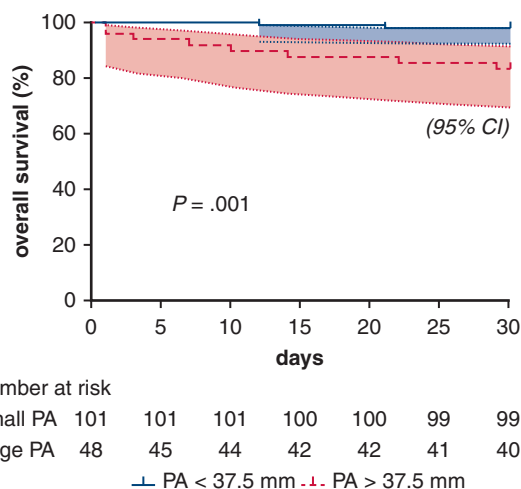 100
80
60
40
20
0
overall survival (%)
(95% CI)
P = .001
0 5 10 15 20 25 30
days
mber at risk
nall PA 101 101 101 100 100 99 99
ge PA 48 45 44 42 42 41 40
PA < 37.5 mm PA > 37.5 mm